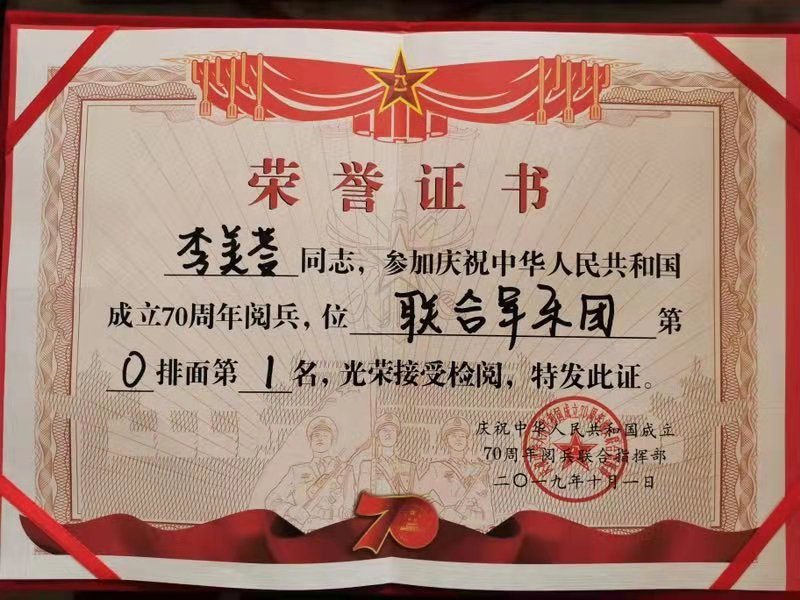 荣誉证书
李美萱同志，参加庆祝中华人民共和国
成立70周年阅兵，位联合军乐团第
0排面第1名，光荣接受检阅，特发此证。
庆祝中华人民共和国成立
70周年阅兵联合指挥部
二〇一九年十月一日
70